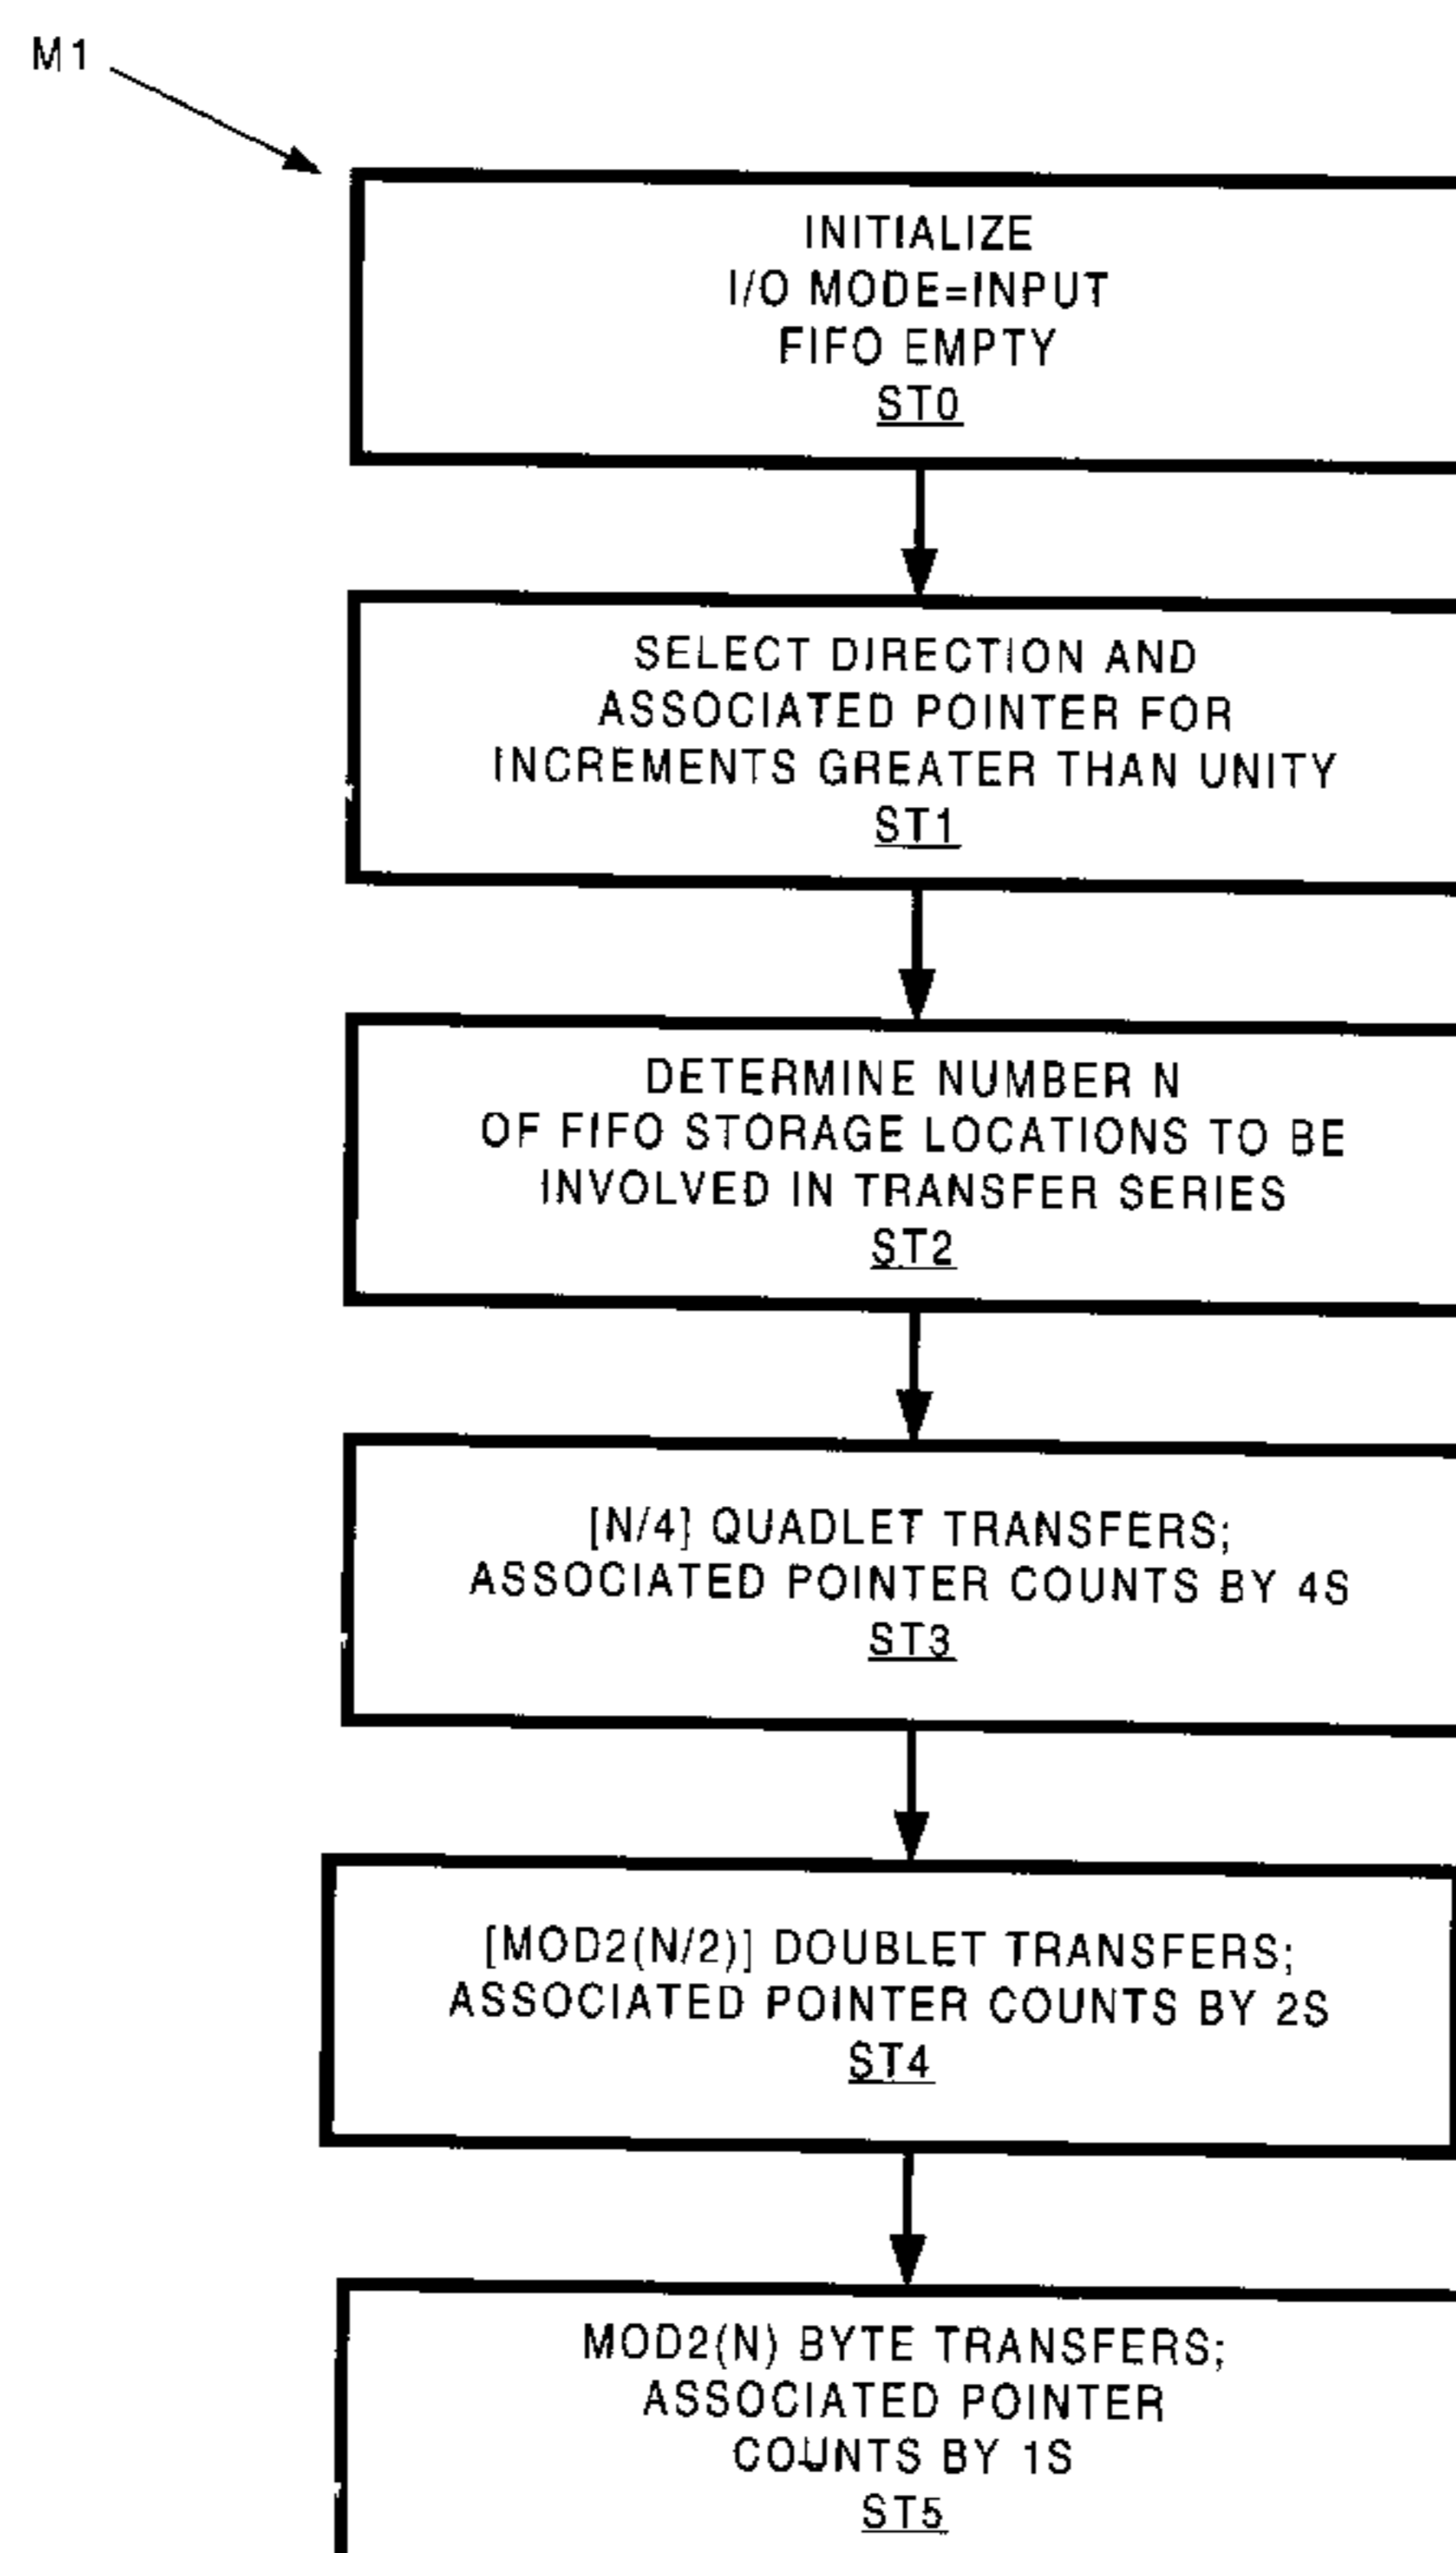 M1
INITIALIZE
I/O MODE=INPUT
FIFO EMPTY
ST0
SELECT DIRECTION AND
ASSOCIATED POINTER FOR
INCREMENTS GREATER THAN UNITY
ST1
DETERMINE NUMBER N
OF FIFO STORAGE LOCATIONS TO BE
INVOLVED IN TRANSFER SERIES
ST2
[N/4] QUADLET TRANSFERS;
ASSOCIATED POINTER COUNTS BY 4S
ST3
[MOD2(N/2)] DOUBLET TRANSFERS;
ASSOCIATED POINTER COUNTS BY 2S
ST4
MOD2(N) BYTE TRANSFERS;
ASSOCIATED POINTER
COUNTS BY 1S
ST5